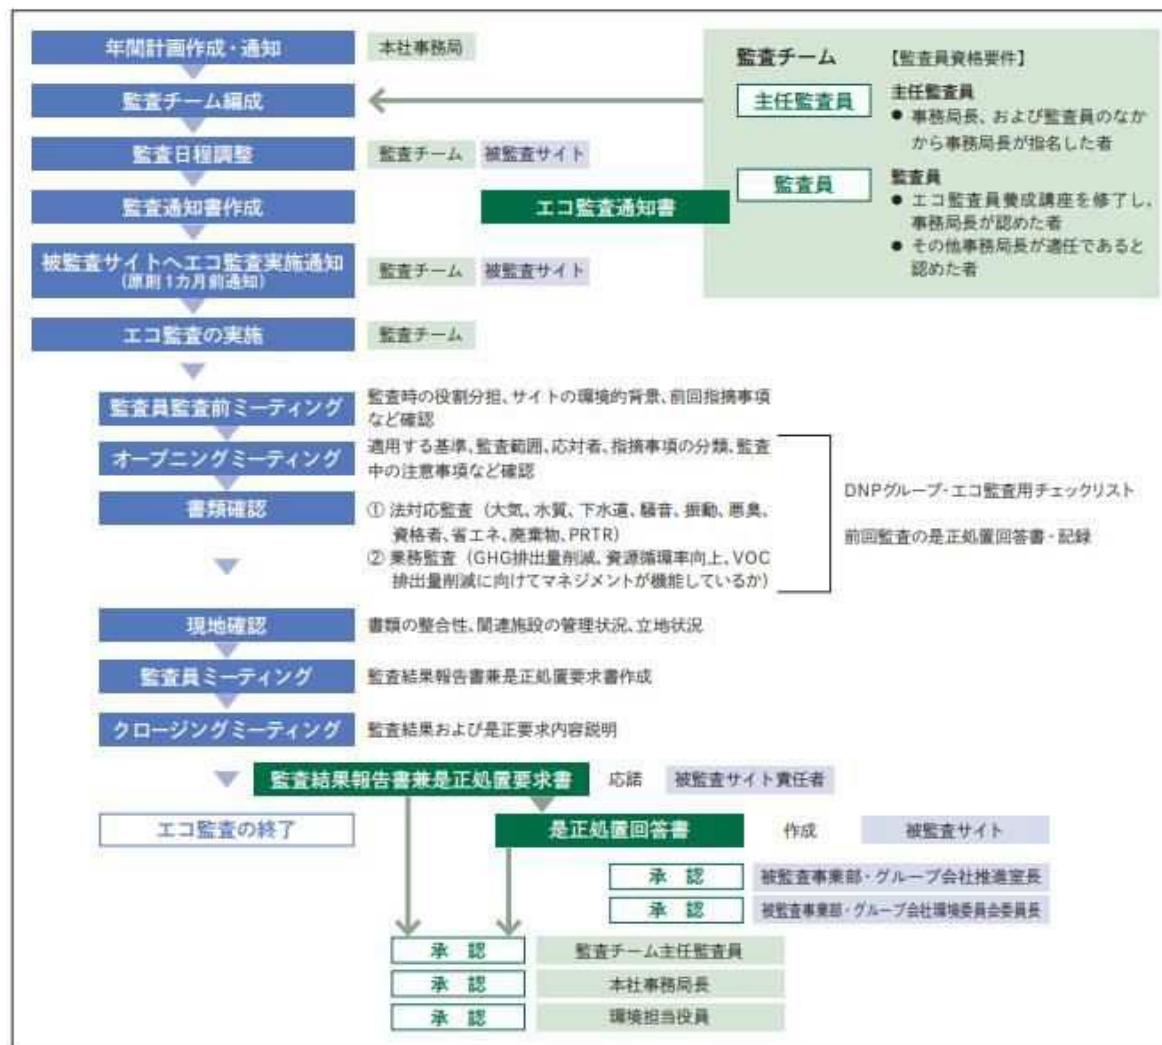 年間計画作成・通知
本社事務局
監査チーム編成
監査日程調整
監査チーム
被監査サイト
監査通知書作成
エコ監査通知書
被監査サイトへエコ監査実施通知
(原則1カ月前通知)
監査チーム
被監査サイト
エコ監査の実施
監査チーム
監査チーム
【監査員資格要件】
主任監査員
主任監査員
● 事務局長、および監査員のなか
から事務局長が指名した者
監査員
監査員
● エコ監査員養成講座を修了し、
事務局長が認めた者
● その他事務局長が適任であると
認めた者
監査員監査前ミーティング
監査時の役割分担、サイトの環境的背景、前回指摘事項
など確認
オープニングミーティング
適用する基準、監査範囲、応対者、指摘事項の分類、監査
中の注意事項など確認
書類確認
① 法対応監査（大気、水質、下水道、騒音、振動、悪臭、
資格者、省エネ、廃棄物、PRTR）
② 業務監査（GHG排出量削減、資源循環率向上、VOC
排出量削減に向けてマネジメントが機能しているか）
DNPグループ・エコ監査用チェックリスト
前回監査の是正処置回答書・記録
現地確認
書類の整合性、関連施設の管理状況、立地状況
監査員ミーティング
監査結果報告書兼是正処置要求書作成
クロージングミーティング
監査結果および是正要求内容説明
監査結果報告書兼是正処置要求書
応諾
被監査サイト責任者
エコ監査の終了
是正処置回答書
作成
被監査サイト
承 認
被監査事業部・グループ会社推進室長
承 認
被監査事業部・グループ会社環境委員会委員長
承 認
監査チーム主任監査員
承 認
本社事務局長
承 認
環境担当役員